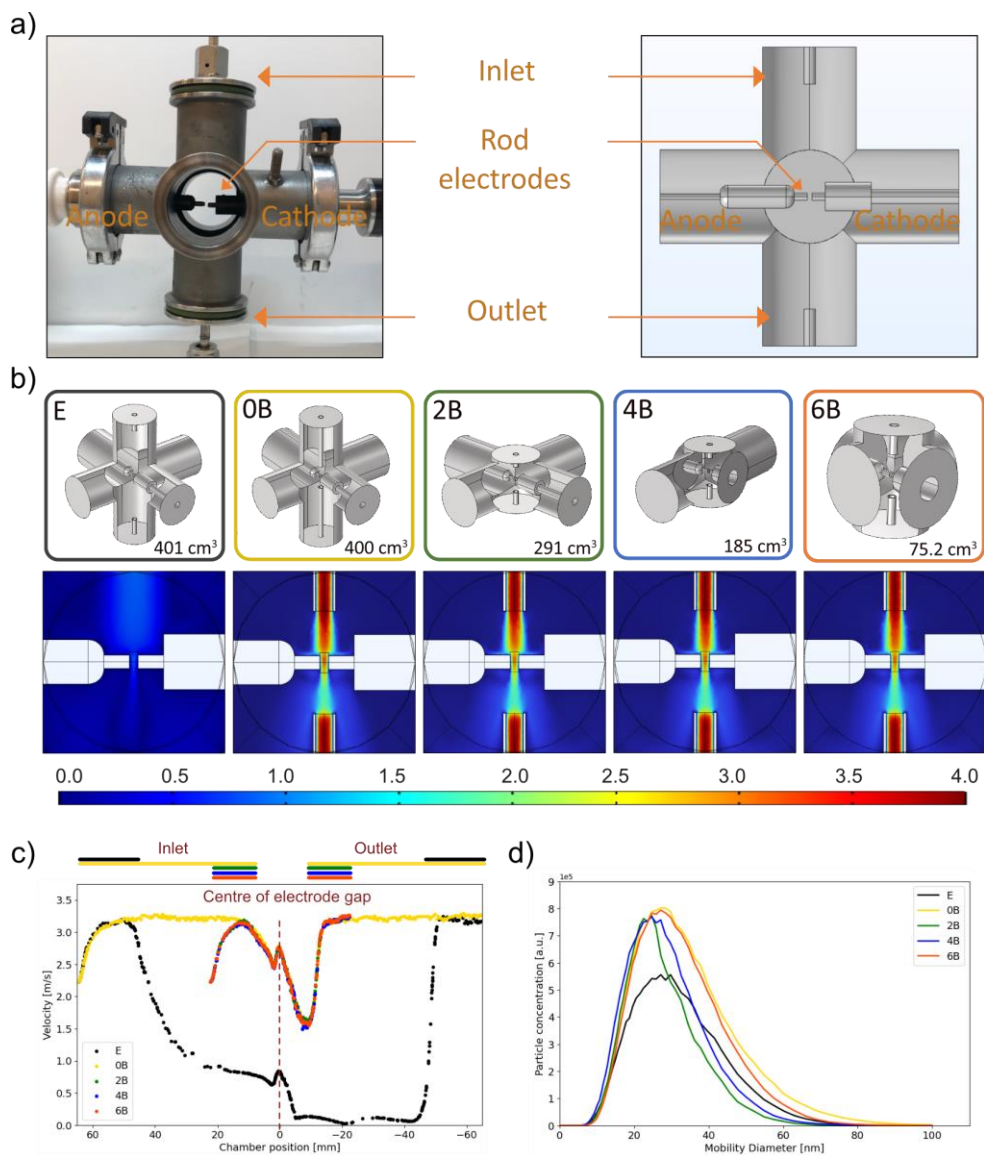 a)
Inlet
Rod
electrodes
Anode
Cathode
Anode
Cathode
Outlet
b)
E
0B
2B
4B
6B
401 cm³
400 cm³
291 cm³
185 cm³
75.2 cm³
0.0 0.5 1.0 1.5 2.0 2.5 3.0 3.5 4.0
c)
Inlet
Outlet
Centre of electrode gap
3.5
3.0
2.5
2.0
1.5
1.0
0.5
0.0
Velocity [m/s]
E
0B
2B
4B
6B
60 40 20 0 −20 −40 −60
Chamber position [mm]
d)
1e5
9
8
7
6
5
4
3
2
1
0
Particle concentration [a.u.]
E
0B
2B
4B
6B
0 20 40 60 80 100
Mobility Diameter [nm]